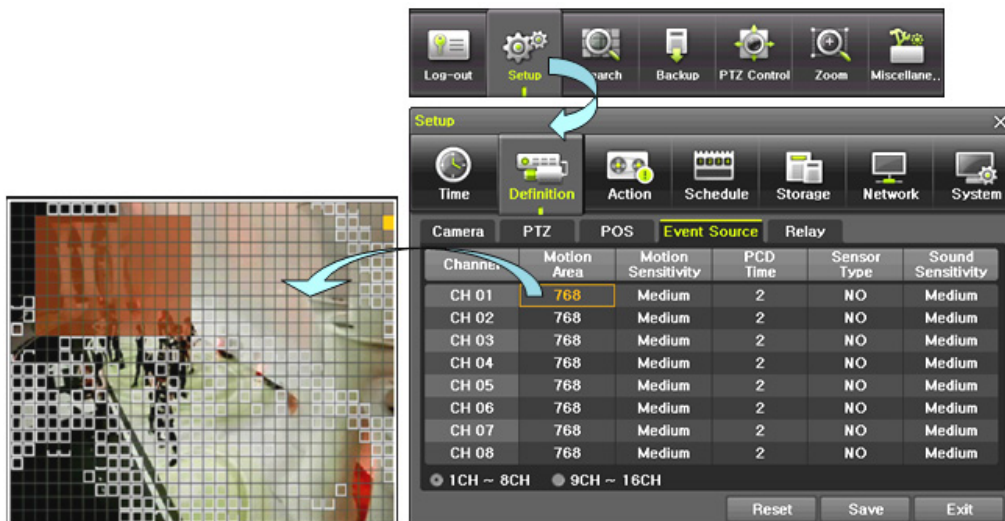 Log-out Setup Backup PTZ Control Zoom Miscellane..
Setup
Time Definition Action Schedule Storage Network System
Camera PTZ POS Event Source Relay
Channel Motion Area Motion Sensitivity PCD Time Sensor Type Sound Sensitivity
CH 01 768 Medium 2 NO Medium
CH 02 768 Medium 2 NO Medium
CH 03 768 Medium 2 NO Medium
CH 04 768 Medium 2 NO Medium
CH 05 768 Medium 2 NO Medium
CH 06 768 Medium 2 NO Medium
CH 07 768 Medium 2 NO Medium
CH 08 768 Medium 2 NO Medium
1CH ~ 8CH 9CH ~ 16CH
Reset Save Exit